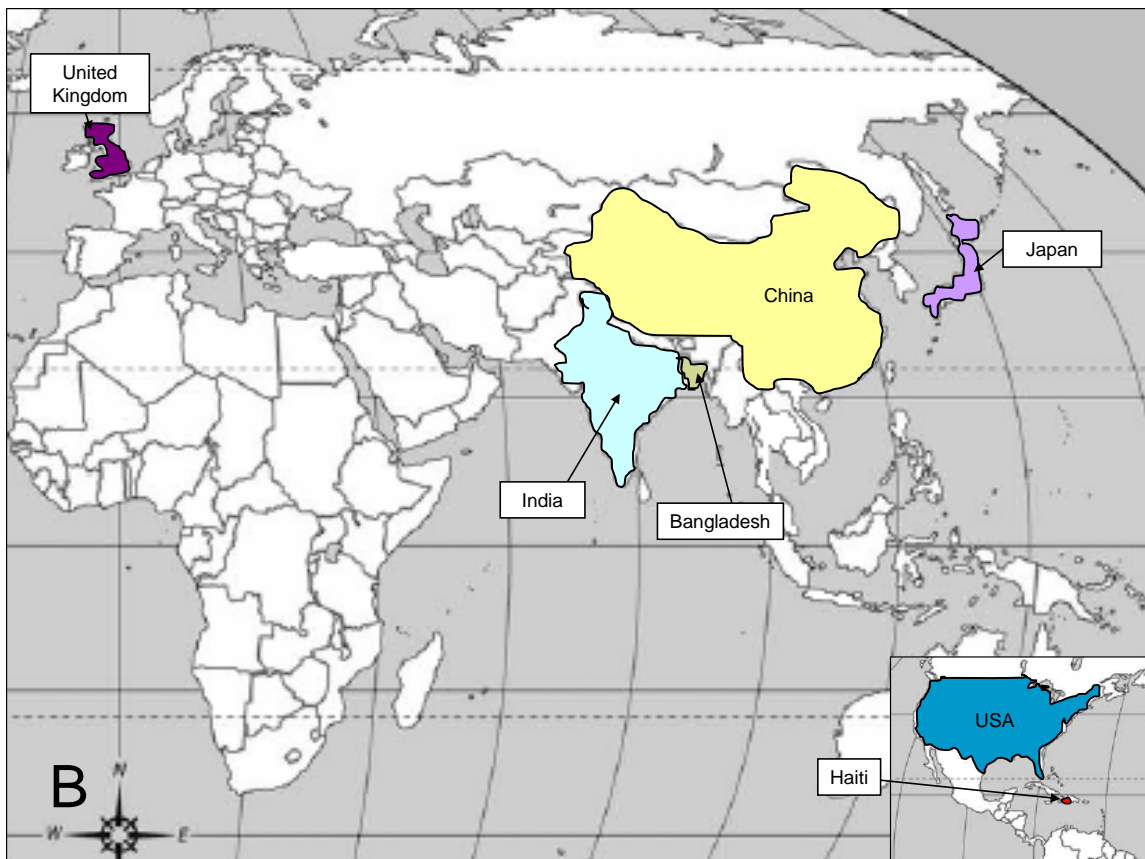 United
Kingdom
Japan
China
India
Bangladesh
USA
Haiti
B
N
W
E